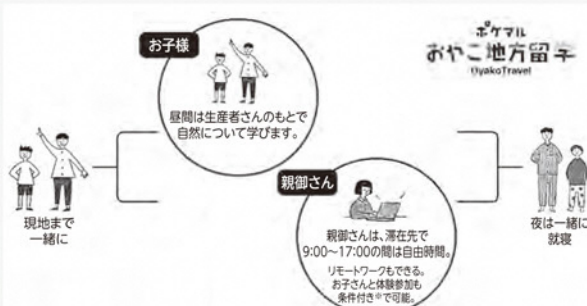 ポケマル
おやこ地方留学
OyakoTravel
お子様
昼間は生産者さんのもとで
自然について学びます。
現地まで
一緒に
親御さん
親御さんは、滞在先で
9:00〜17:00の間は自由時間。
リモートワークもできる。
お子さんと体験参加も
条件付き※で可能。
夜は一緒に
就寝